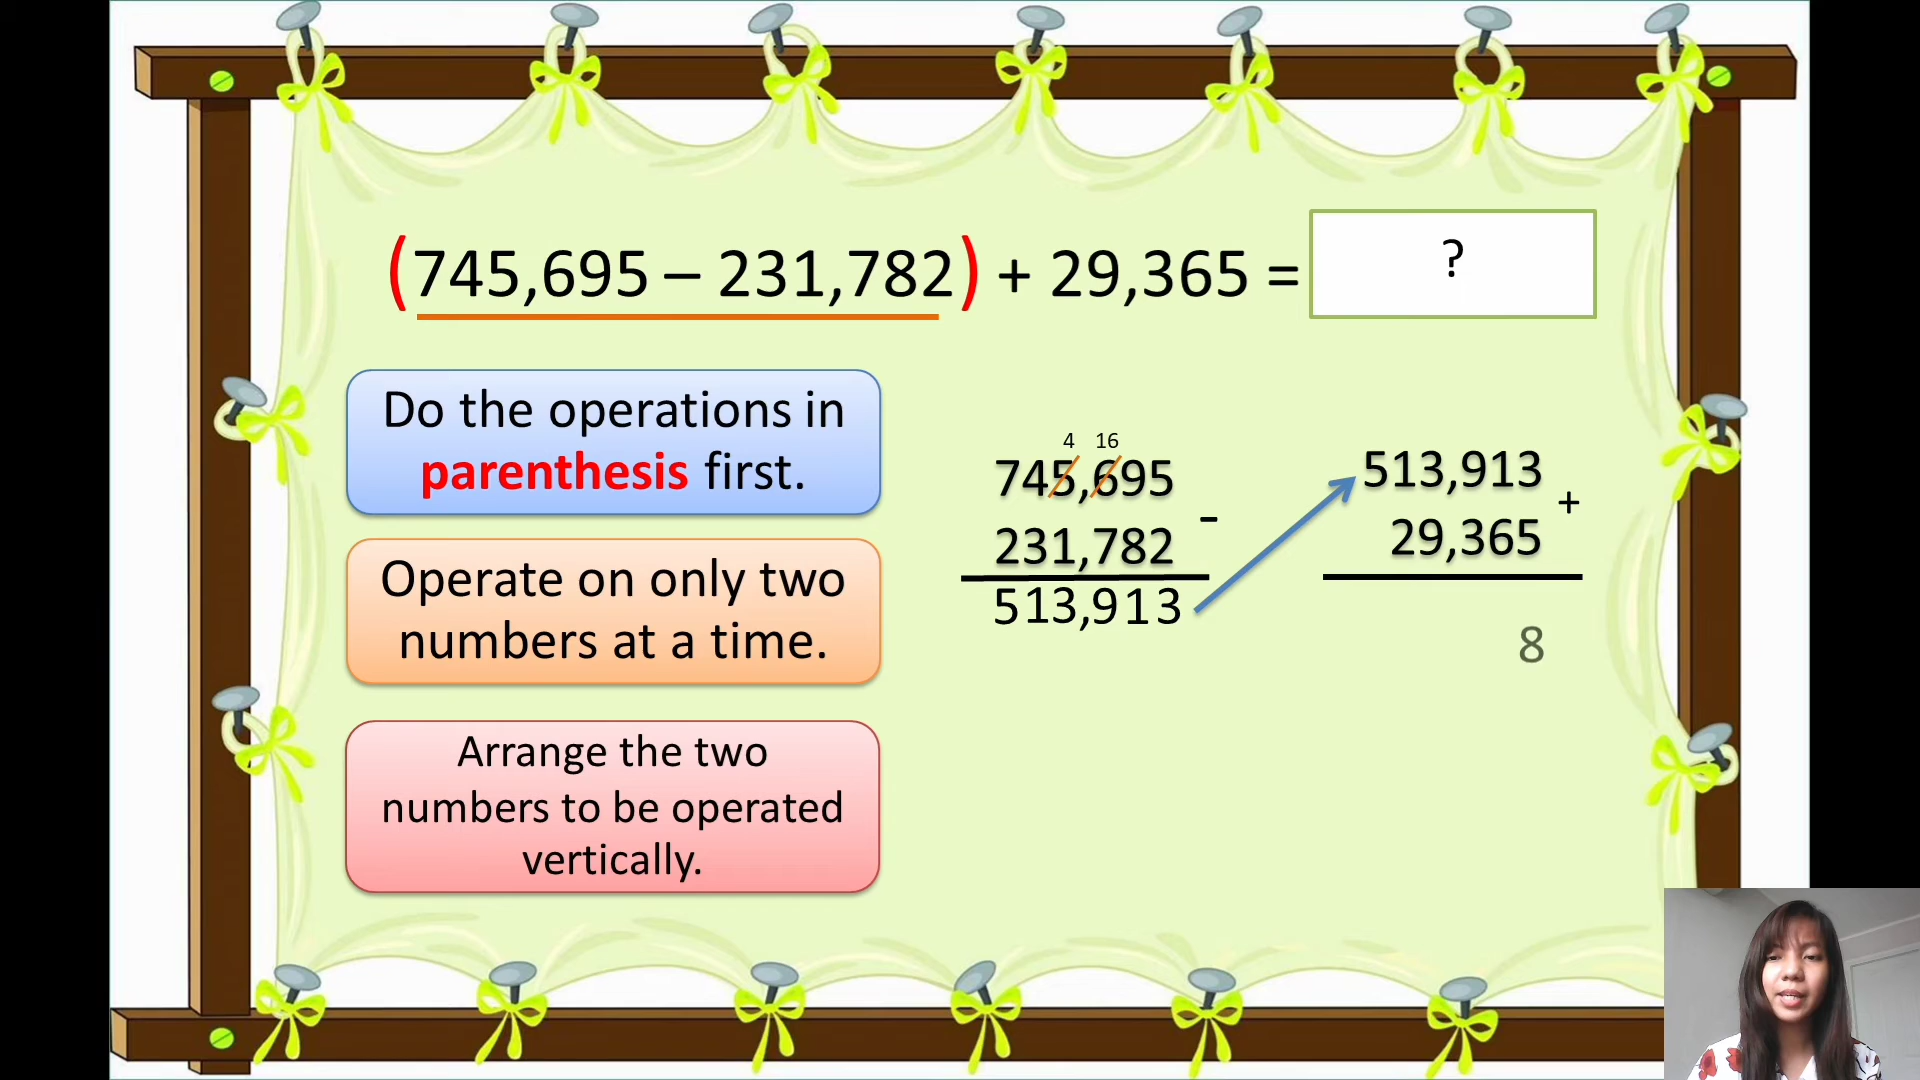 (745,695 – 231,782) + 29,365 = ?
Do the operations in
parenthesis first.
Operate on only two
numbers at a time.
Arrange the two
numbers to be operated
vertically.
4 16
745,695
-
231,782
513,913
513,913
+
29,365
8